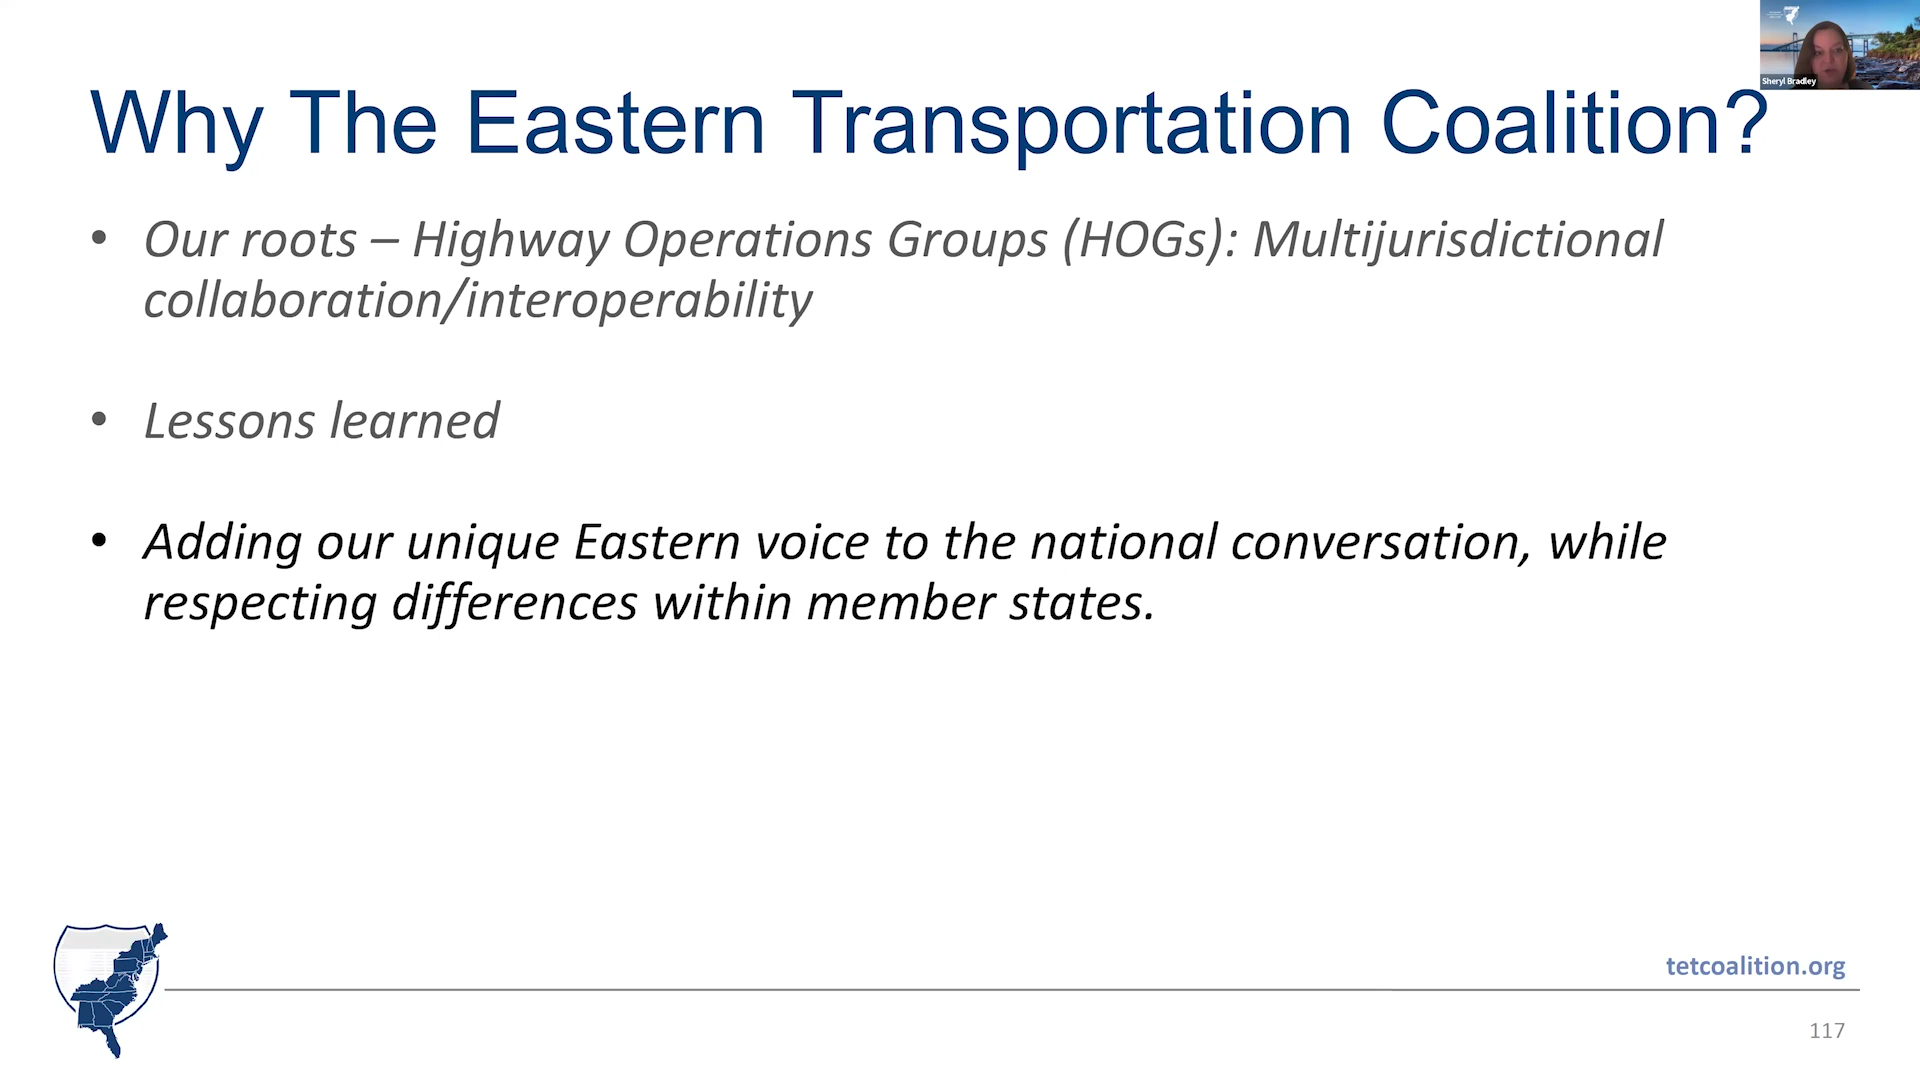 Sheryl Bradley
Why The Eastern Transportation Coalition?
• Our roots – Highway Operations Groups (HOGs): Multijurisdictional
collaboration/interoperability
• Lessons learned
• Adding our unique Eastern voice to the national conversation, while
respecting differences within member states.
tetcoalition.org
117